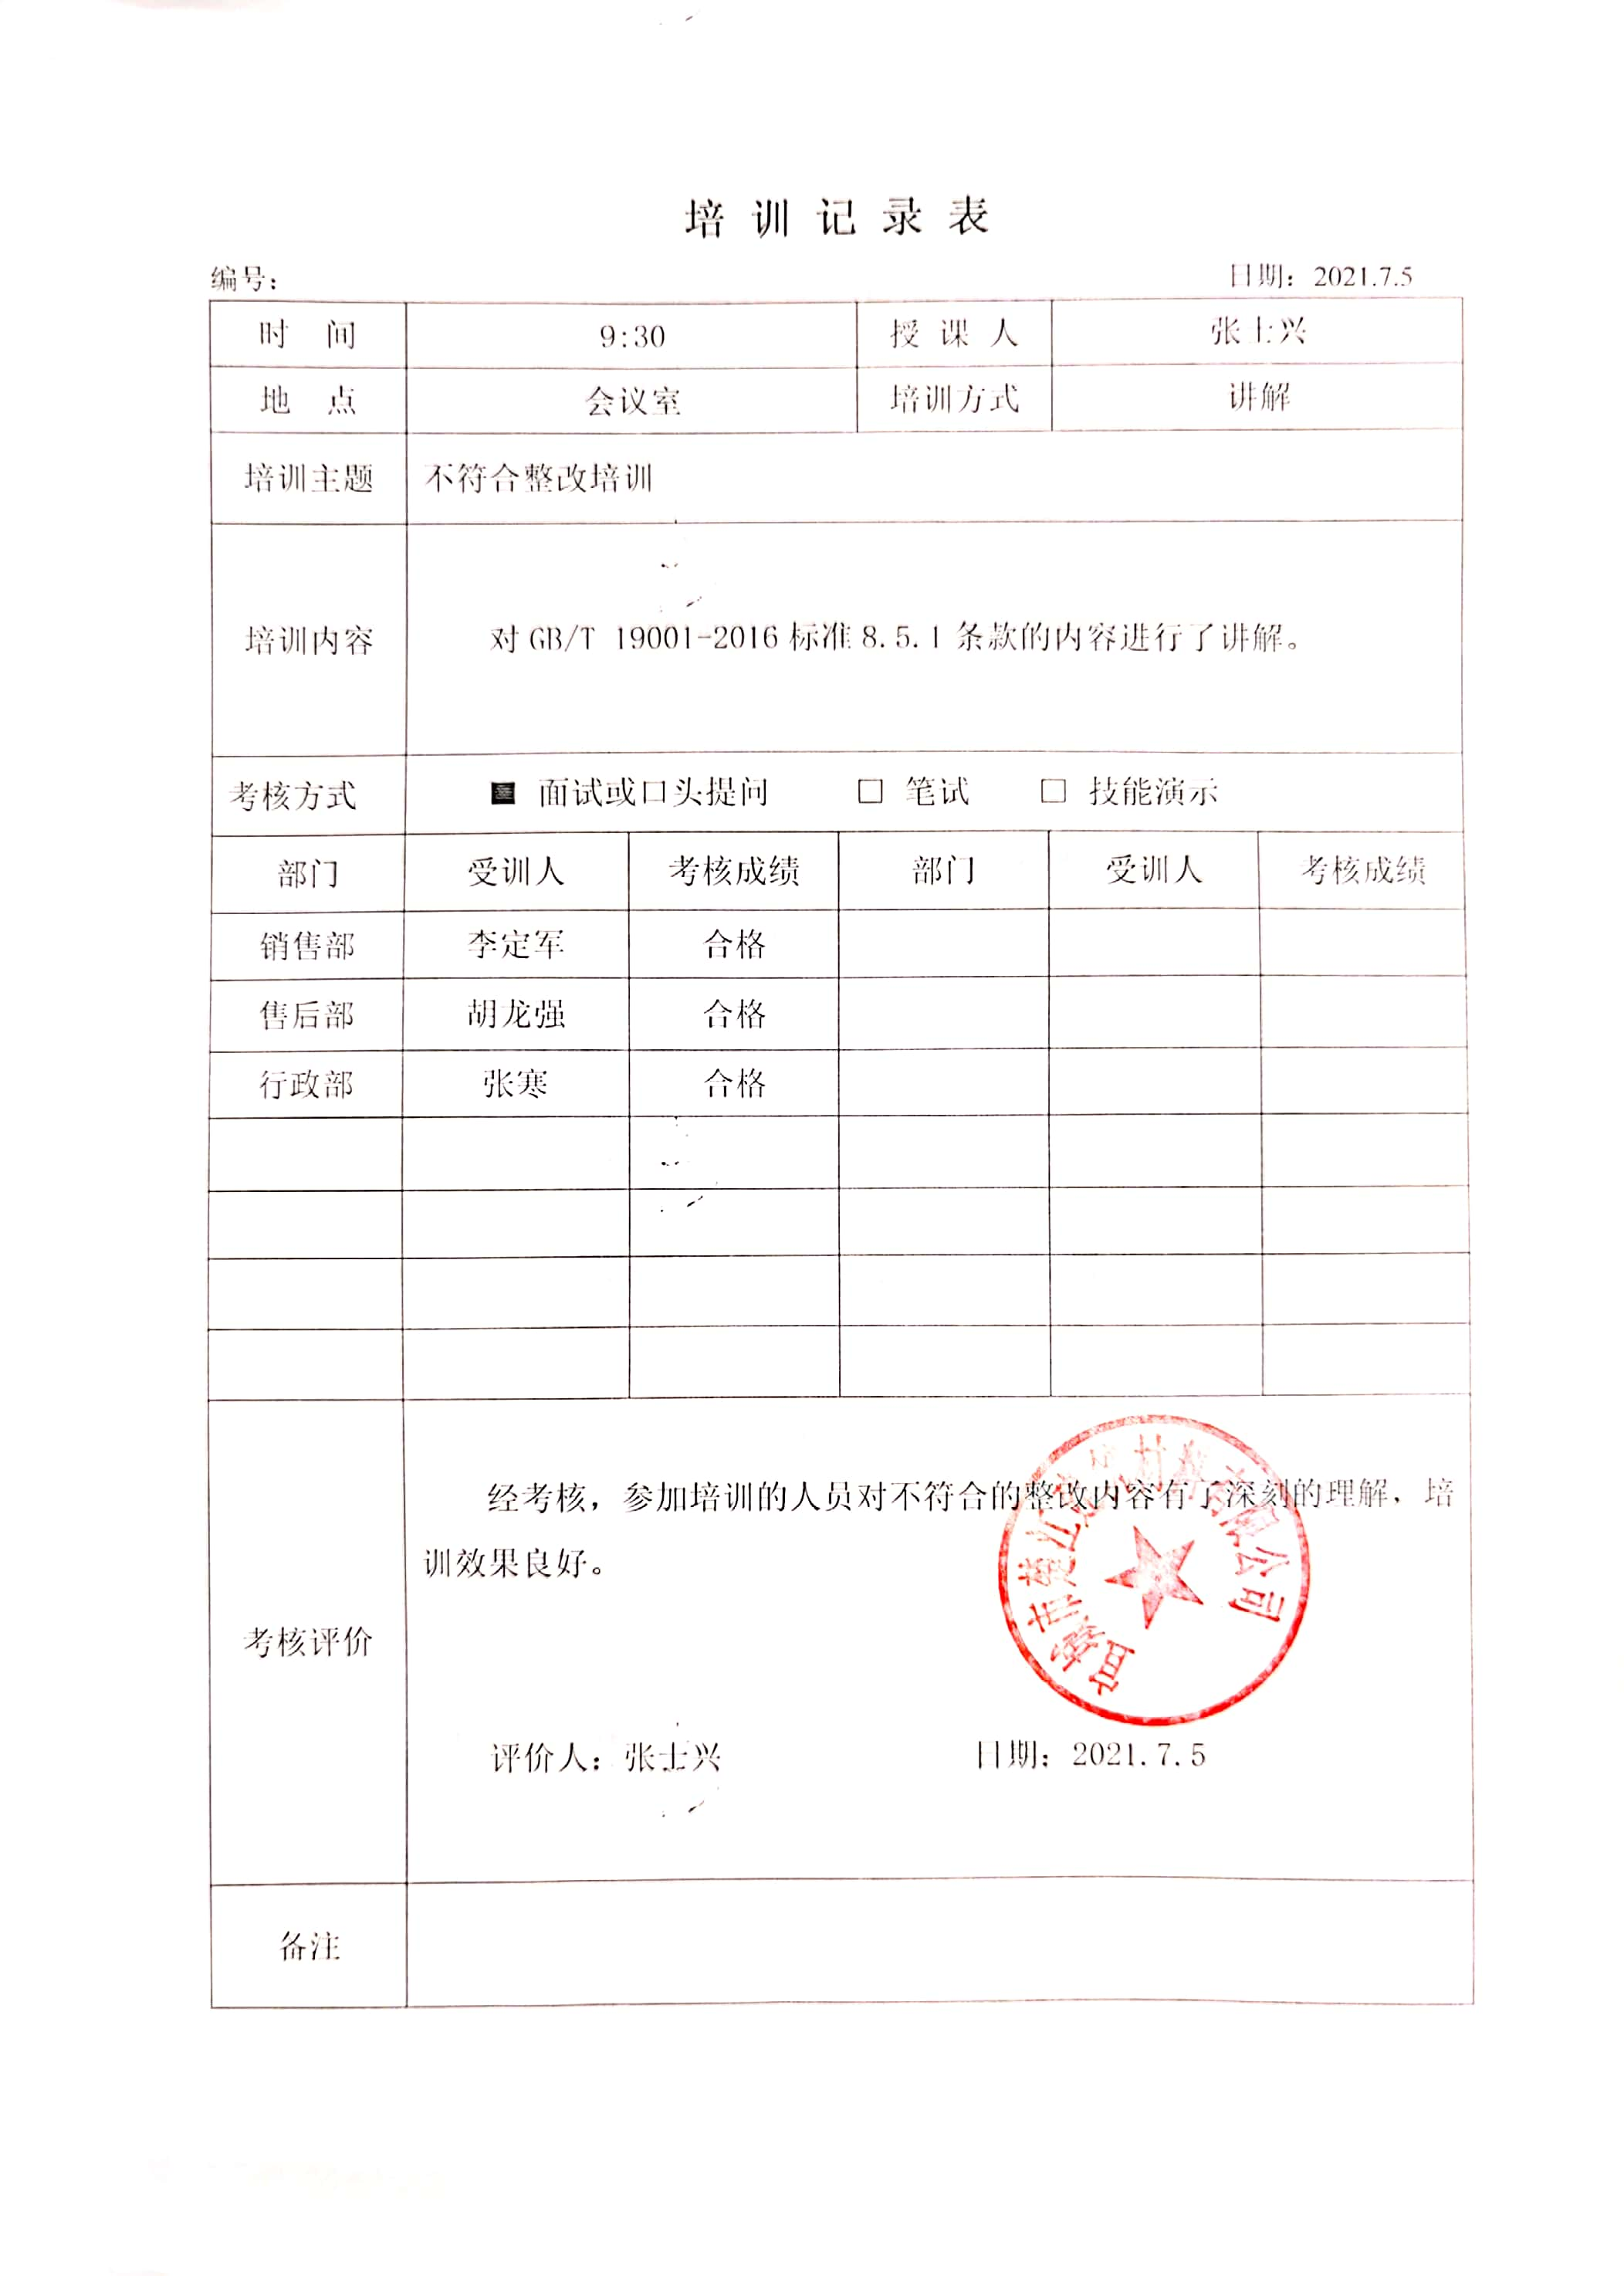 培训记录表
编号： 日期：2021.7.5
时 间 9:30 授 课 人 张士兴
地 点 会议室 培训方式 讲解
培训主题 不符合整改培训
培训内容 对 GB/T 19001-2016 标准 8.5.1 条款的内容进行了讲解。
考核方式 ■ 面试或口头提问 □ 笔试 □ 技能演示
部门 受训人 考核成绩 部门 受训人 考核成绩
销售部 李定军 合格
售后部 胡龙强 合格
行政部 张寒 合格
考核评价
经考核，参加培训的人员对不符合的整改内容有了深刻的理解，培
训效果良好。
评价人：张士兴 日期：2021.7.5
备注